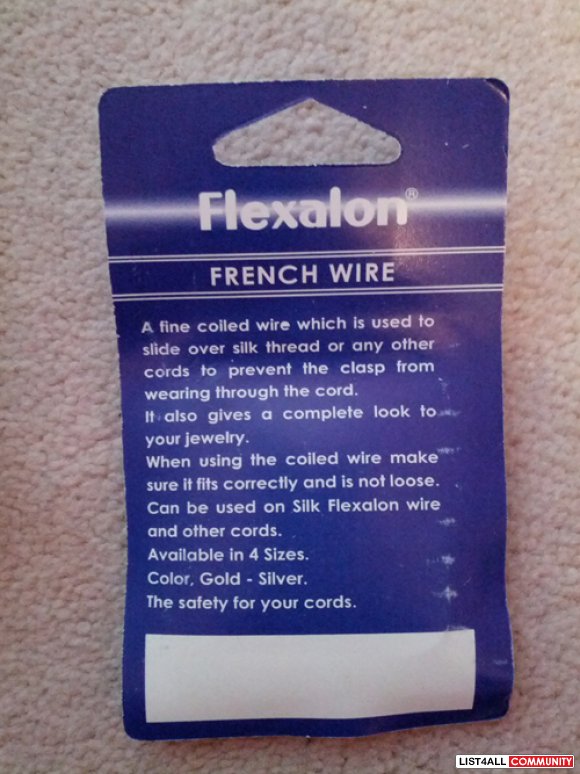 Flexalon®
FRENCH WIRE
A fine coiled wire which is used to
slide over silk thread or any other
cords to prevent the clasp from
wearing through the cord.
It also gives a complete look to
your jewelry.
When using the coiled wire make
sure it fits correctly and is not loose.
Can be used on Silk Flexalon wire
and other cords.
Available in 4 Sizes.
Color, Gold - Silver.
The safety for your cords.
LIST4ALL COMMUNITY